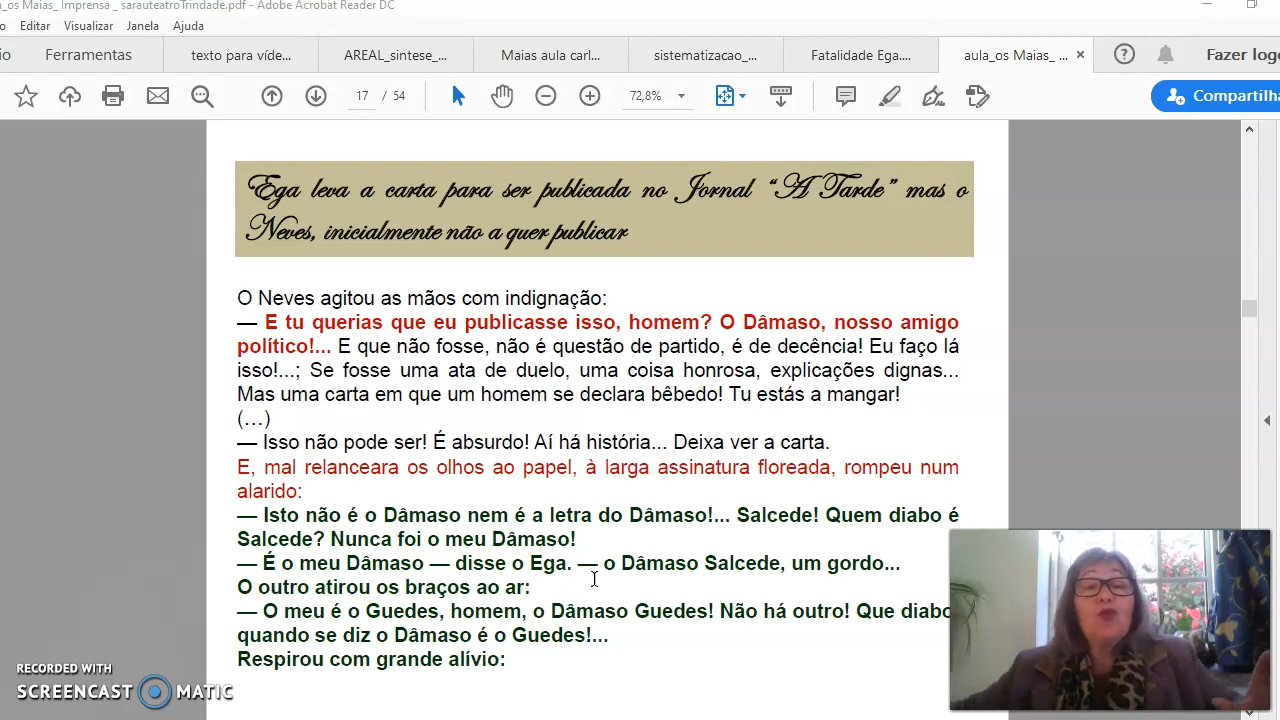 a_os Maias_ Imprensa _ sarauteatroTrindade.pdf - Adobe Acrobat Reader DC
o Editar Visualizar Janela Ajuda
io Ferramentas texto para víde... AREAL_sintese_... Maias aula carl... sistematizacao_... Fatalidade Ega.... aula_os Maias_ ... × ? Fazer logo
17 / 54 72,8% Compartilha
Ega leva a carta para ser publicada no Jornal “A Tarde” mas o
Neves, inicialmente não a quer publicar
O Neves agitou as mãos com indignação:
— E tu querias que eu publicasse isso, homem? O Dâmaso, nosso amigo
político!... E que não fosse, não é questão de partido, é de decência! Eu faço lá
isso!...; Se fosse uma ata de duelo, uma coisa honrosa, explicações dignas...
Mas uma carta em que um homem se declara bêbedo! Tu estás a mangar!
(…)
— Isso não pode ser! É absurdo! Aí há história... Deixa ver a carta.
E, mal relanceara os olhos ao papel, à larga assinatura floreada, rompeu num
alarido:
— Isto não é o Dâmaso nem é a letra do Dâmaso!... Salcede! Quem diabo é
Salcede? Nunca foi o meu Dâmaso!
— É o meu Dâmaso — disse o Ega. — o Dâmaso Salcede, um gordo...
O outro atirou os braços ao ar:
— O meu é o Guedes, homem, o Dâmaso Guedes! Não há outro! Que diabo
quando se diz o Dâmaso é o Guedes!...
Respirou com grande alívio:
RECORDED WITH
SCREENCAST MATIC